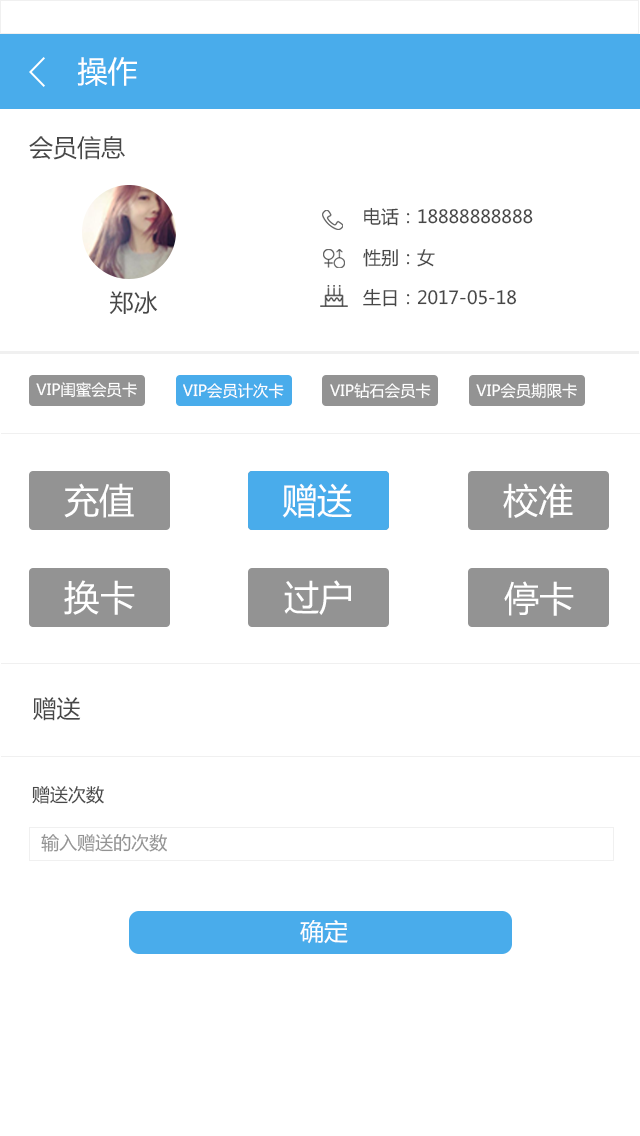 操作
会员信息
郑冰
电话：18888888888
性别：女
生日：2017-05-18
VIP闺蜜会员卡 VIP会员计次卡 VIP钻石会员卡 VIP会员期限卡
充值 赠送 校准
换卡 过户 停卡
赠送
赠送次数
输入赠送的次数
确定